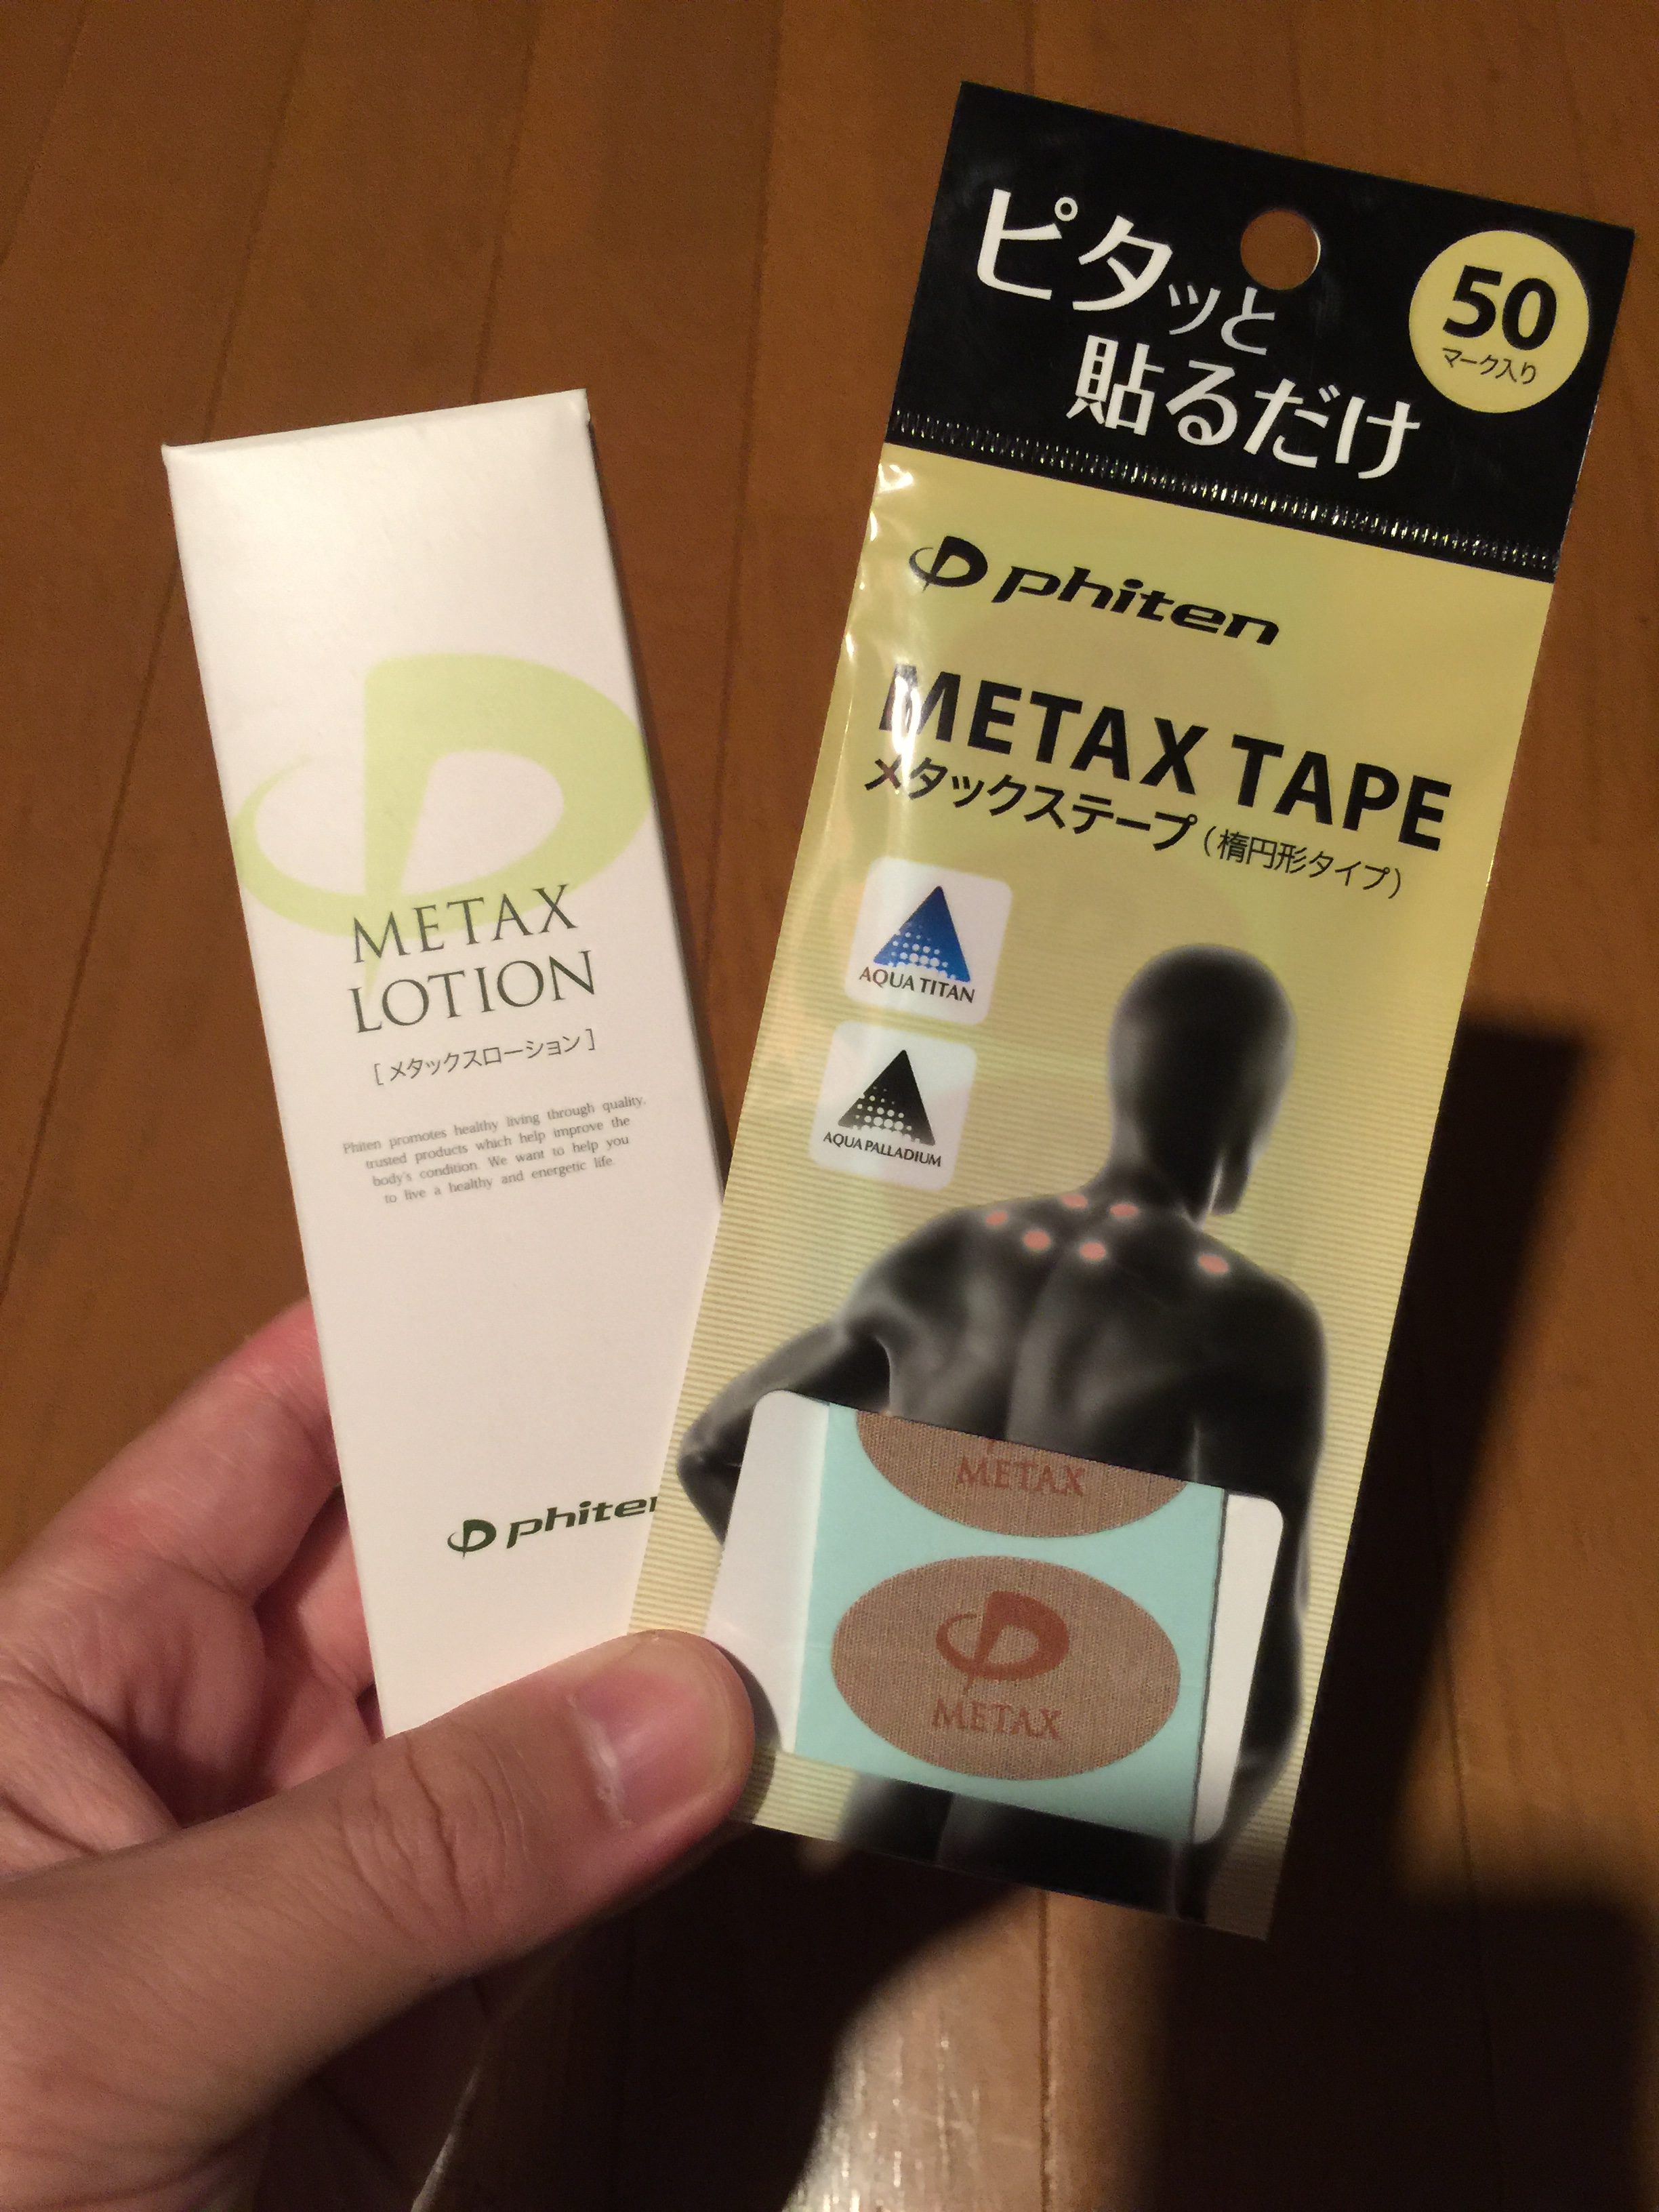 METAX
LOTION
[ メタックスローション ]
Phiten promotes healthy living through quality,
trusted products which help improve the
body's condition. We want to help you
to live a healthy and energetic life
phiten
ピタッと
貼るだけ
50
マーク入り
phiten
METAX TAPE
メタックステープ (楕円形タイプ)
AQUA TITAN
AQUA PALLADIUM
METAX
METAX